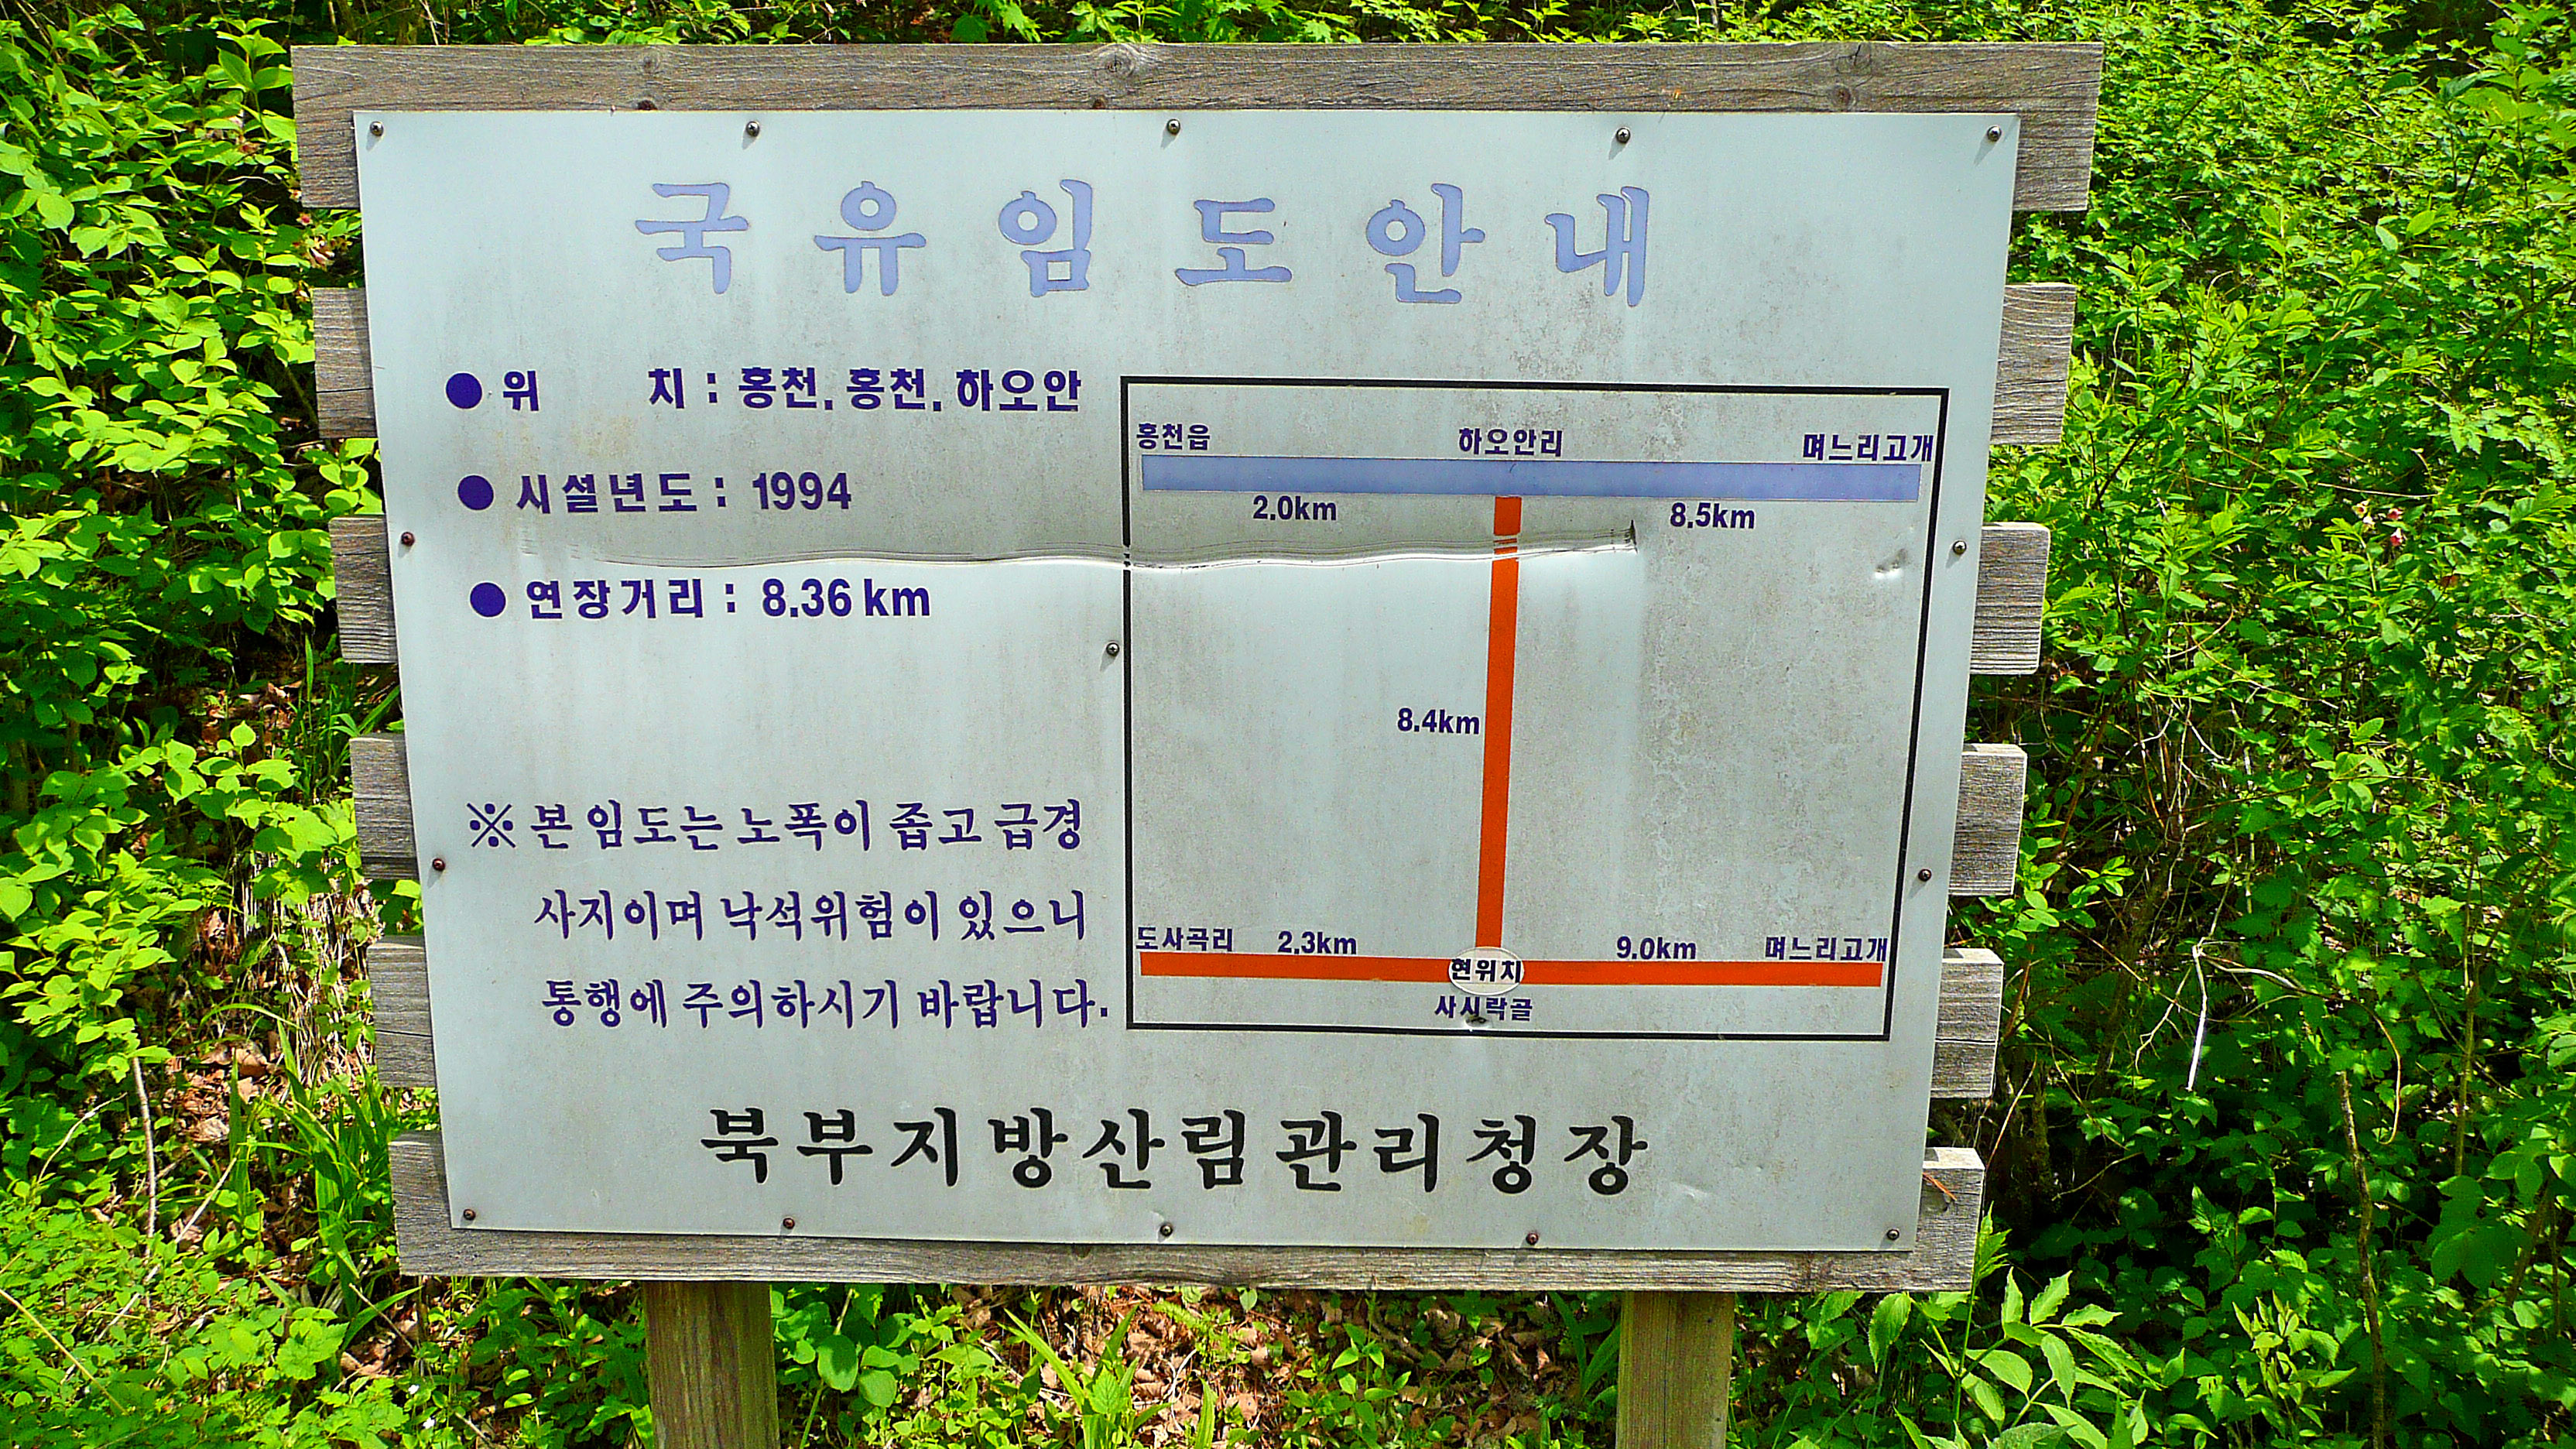 국유임도안내
● 위 치 : 홍천. 홍천. 하오안
● 시설년도 : 1994
● 연장거리 : 8.36 km
※ 본 임도는 노폭이 좁고 급경
사지이며 낙석위험이 있으니
통행에 주의하시기 바랍니다.
홍천읍 하오안리 며느리고개
2.0km 8.5km
8.4km
도사곡리 2.3km 9.0km 며느리고개
현위치
사시락골
북부지방산림관리청장